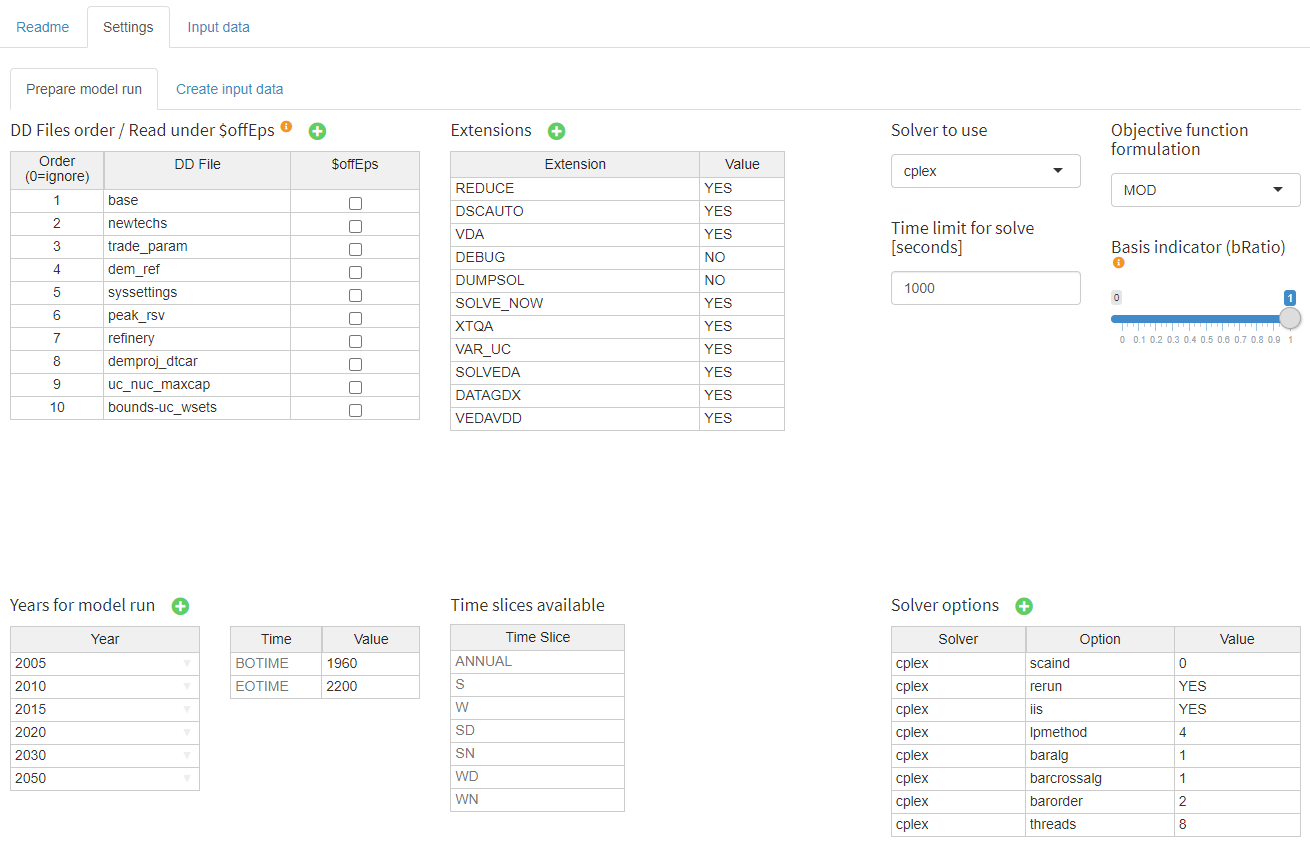 Readme Settings Input data
Prepare model run Create input data
DD Files order / Read under $offEps
Order (0=ignore) DD File $offEps
1 base
2 newtechs
3 trade_param
4 dem_ref
5 syssettings
6 peak_rsv
7 refinery
8 demproj_dtcar
9 uc_nuc_maxcap
10 bounds-uc_wsets
Extensions
Extension Value
REDUCE YES
DSCAUTO YES
VDA YES
DEBUG NO
DUMPSOL NO
SOLVE_NOW YES
XTQA YES
VAR_UC YES
SOLVEDA YES
DATAGDX YES
VEDAVDD YES
Solver to use
cplex
Time limit for solve
[seconds]
1000
Objective function
formulation
MOD
Basis indicator (bRatio)
0 1
0 0.1 0.2 0.3 0.4 0.5 0.6 0.7 0.8 0.9 1
Years for model run
Year
2005
2010
2015
2020
2030
2050
Time Value
BOTIME 1960
EOTIME 2200
Time slices available
Time Slice
ANNUAL
S
W
SD
SN
WD
WN
Solver options
Solver Option Value
cplex scaind 0
cplex rerun YES
cplex iis YES
cplex lpmethod 4
cplex baralg 1
cplex barcrossalg 1
cplex barorder 2
cplex threads 8